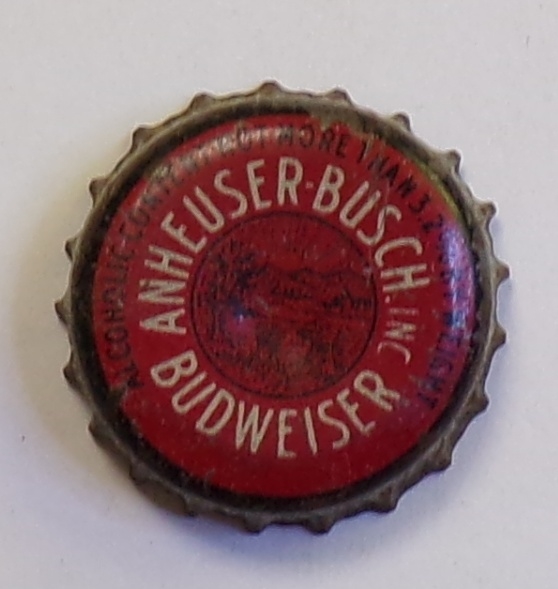 ALCOHOLIC CONTENT NOT MORE THAN 3.2% BY WEIGHT
ANHEUSER-BUSCH, INC.
BUDWEISER